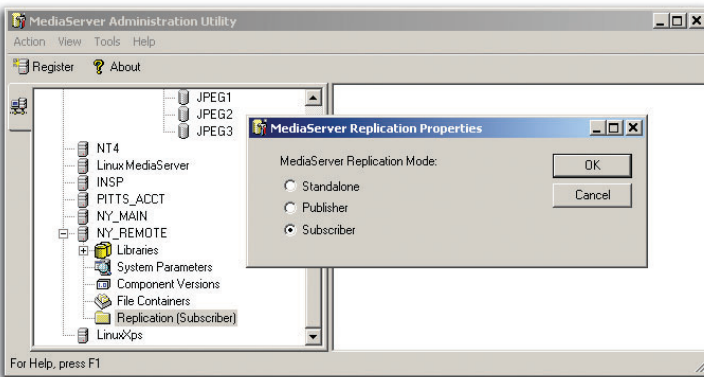 MediaServer Administration Utility
Action View Tools Help
Register About
JPEG1
JPEG2
JPEG3
NT4
Linux MediaServer
INSP
PITTS_ACCT
NY_MAIN
NY_REMOTE
Libraries
System Parameters
Component Versions
File Containers
Replication (Subscriber)
LinuxXps
MediaServer Replication Properties
MediaServer Replication Mode:
Standalone
Publisher
Subscriber
OK
Cancel
For Help, press F1